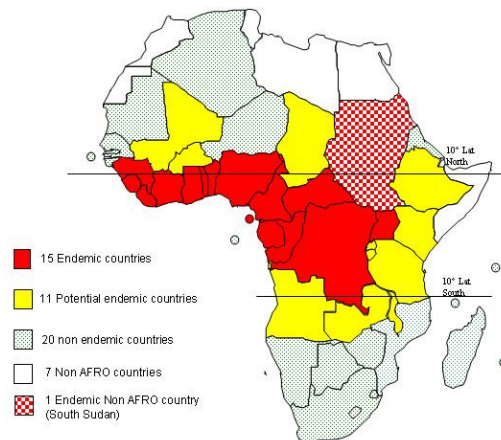 10° Lat
North
15 Endemic countries
10° Lat
South
11 Potential endemic countries
20 non endemic countries
7 Non AFRO countries
1 Endemic Non AFRO country
(South Sudan)